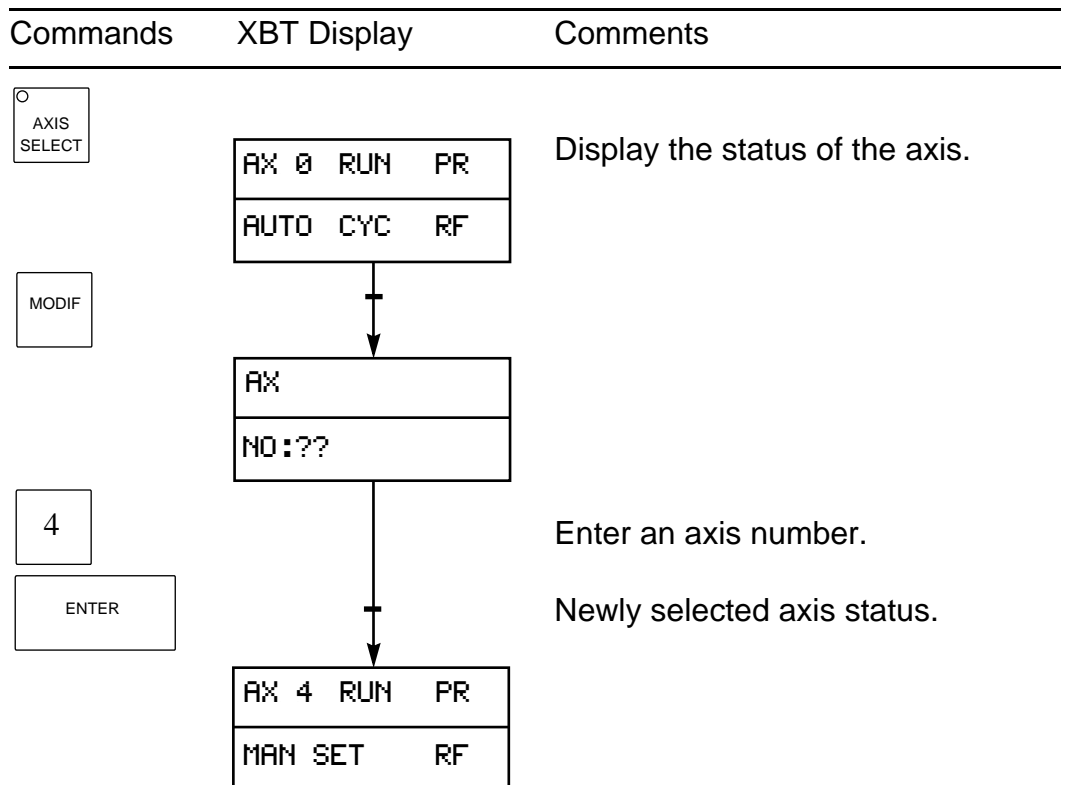 Commands XBT Display Comments
AXIS
SELECT
Display the status of the axis.
AX 0 RUN PR
AUTO CYC RF
MODIF
AX
NO:??
4
Enter an axis number.
ENTER
Newly selected axis status.
AX 4 RUN PR
MAN SET RF